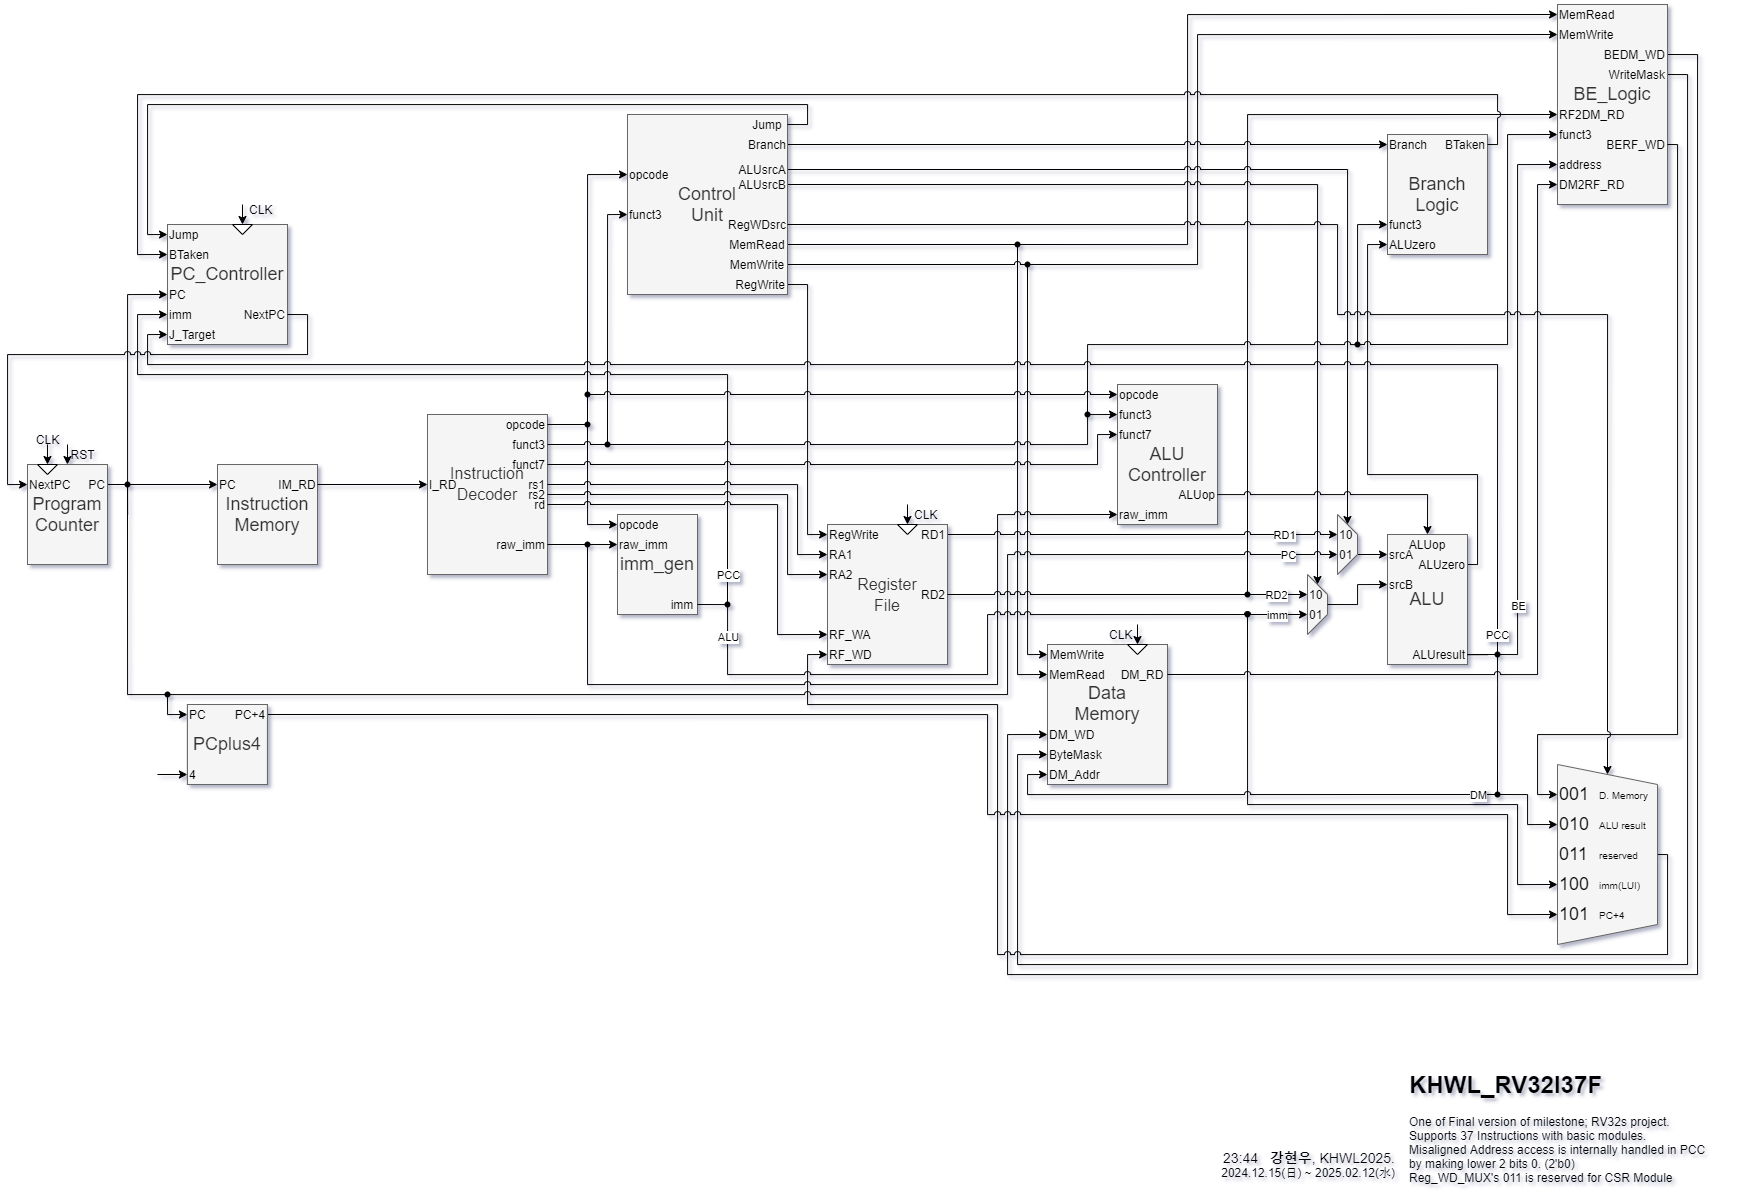 MemRead
MemWrite
BEDM_WD
WriteMask
BE_Logic
RF2DM_RD
funct3
BERF_WD
address
DM2RF_RD
Jump
Branch
opcode
ALUsrcA
ALUsrcB
Control
Unit
funct3
RegWDsrc
MemRead
MemWrite
RegWrite
Branch
BTaken
Branch
Logic
funct3
ALUzero
CLK
Jump
BTaken
PC_Controller
PC
imm
NextPC
J_Target
CLK
RST
NextPC
PC
Program
Counter
PC
IM_RD
Instruction
Memory
opcode
funct3
funct7
Instruction
I_RD
rs1
Decoder
rs2
rd
raw_imm
opcode
raw_imm
imm_gen
imm
PCC
ALU
opcode
funct3
funct7
ALU
Controller
ALUop
raw_imm
CLK
RegWrite
RD1
RA1
RA2
Register
File
RD2
RF_WA
RF_WD
RD1
10
PC
01
RD2
10
imm
01
ALUop
srcA
ALUzero
srcB
ALU
ALUresult
BE
PCC
CLK
MemWrite
MemRead
DM_RD
Data
Memory
DM_WD
ByteMask
DM_Addr
DM
PC
PC+4
PCplus4
4
001 D. Memory
010 ALU result
011 reserved
100 imm(LUI)
101 PC+4
KHWL_RV32I37F
One of Final version of milestone; RV32s project.
Supports 37 Instructions with basic modules.
Misaligned Address access is internally handled in PCC
by making lower 2 bits 0. (2'b0)
Reg_WD_MUX's 011 is reserved for CSR Module
23:44 강현우, KHWL2025.
2024.12.15(日) ~ 2025.02.12(水)